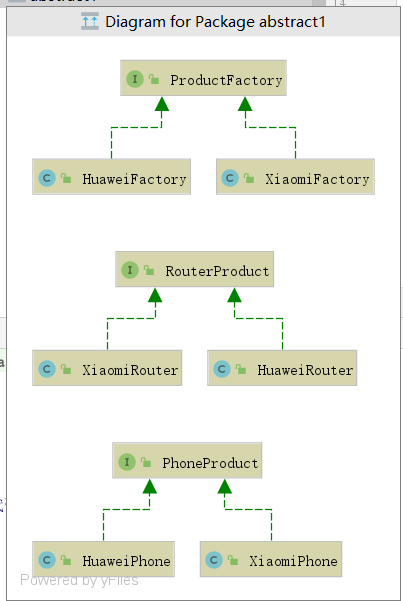 Diagram for Package abstract1
I ProductFactory
C HuaweiFactory
C XiaomiFactory
I RouterProduct
C XiaomiRouter
C HuaweiRouter
I PhoneProduct
C HuaweiPhone
C XiaomiPhone
Powered by yFiles